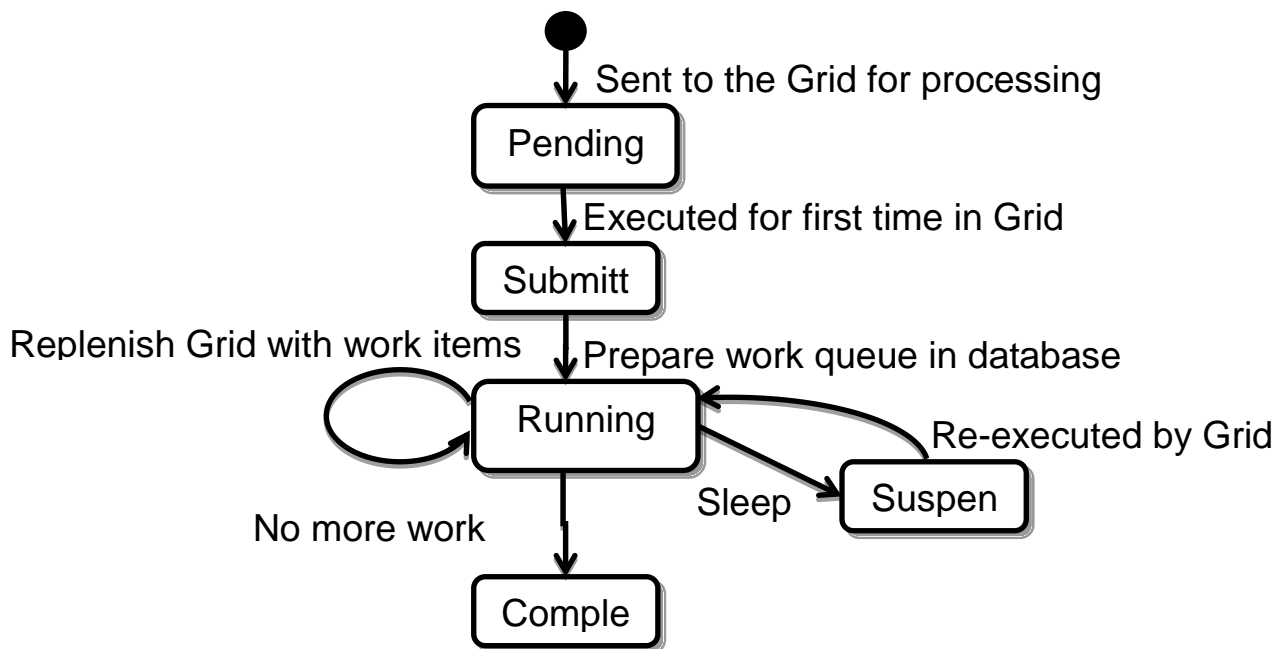 Sent to the Grid for processing
Pending
Executed for first time in Grid
Submitt
Replenish Grid with work items
Prepare work queue in database
Running
Re-executed by Grid
Sleep
Suspen
No more work
Comple